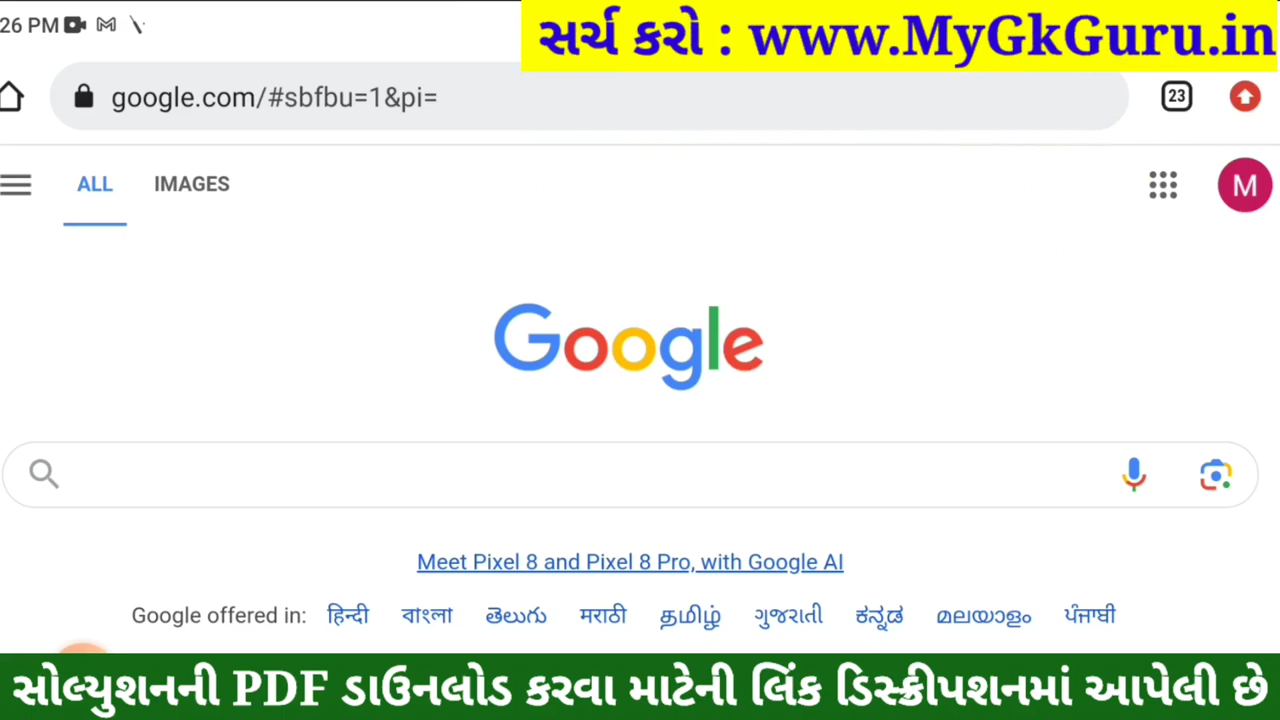 26 PM
સર્ચ કરો : www.MyGkGuru.in
google.com/#sbfbu=1&pi=
23
ALL IMAGES
M
Google
Meet Pixel 8 and Pixel 8 Pro, with Google AI
Google offered in: हिन्दी বাংলা తెలుగు मराठी தமிழ் ગુજરાતી ಕನ್ನಡ മലയാളം ਪੰਜਾਬੀ
સોલ્યુશનની PDF ડાઉનલોડ કરવા માટેની લિંક ડિસ્ક્રીપશનમાં આપેલી છે